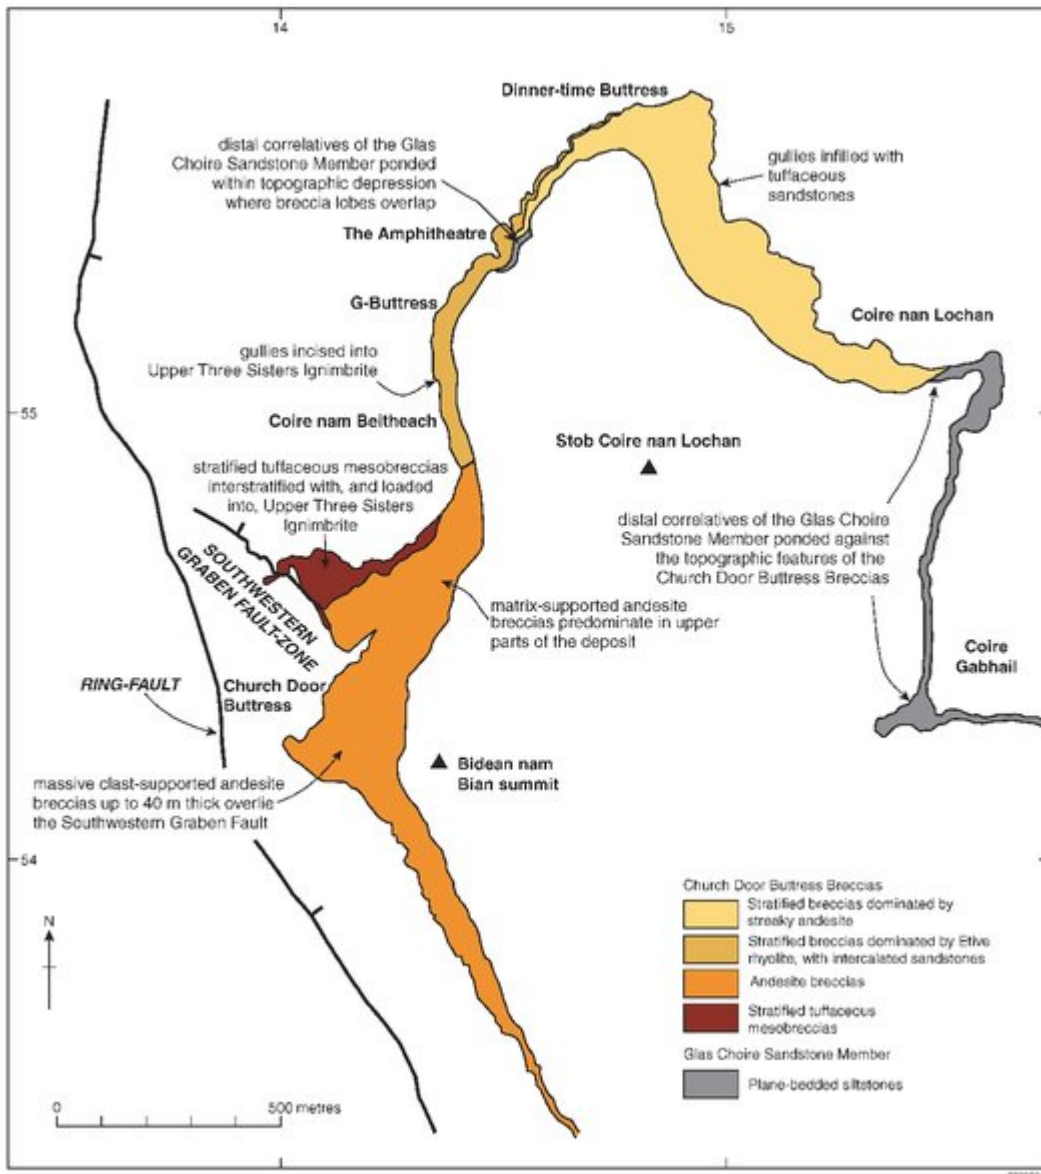 14
15
Dinner-time Buttress
distal correlatives of the Glas
Choire Sandstone Member ponded
within topographic depression
where breccia lobes overlap
gullies infilled with
tuffaceous
sandstones
The Amphitheatre
G-Buttress
Coire nan Lochan
gullies incised into
Upper Three Sisters Ignimbrite
55
Coire nam Beitheach
Stob Coire nan Lochan
stratified tuffaceous mesobreccias
interstratified with, and loaded
into, Upper Three Sisters
Ignimbrite
distal correlatives of the Glas Choire
Sandstone Member ponded against
the topographic features of the
Church Door Buttress Breccias
SOUTHWESTERN
GRABEN FAULT-ZONE
matrix-supported andesite
breccias predominate in upper
parts of the deposit
Coire
Gabhail
RING-FAULT
Church Door
Buttress
Bidean nam
Bian summit
massive clast-supported andesite
breccias up to 40 m thick overlie
the Southwestern Graben Fault
54
N
Church Door Buttress Breccias
Stratified breccias dominated by
streaky andesite
Stratified breccias dominated by Etive
rhyolite, with intercalated sandstones
Andesite breccias
Stratified tuffaceous
mesobreccias
Glas Choire Sandstone Member
Plane-bedded siltstones
0
500 metres